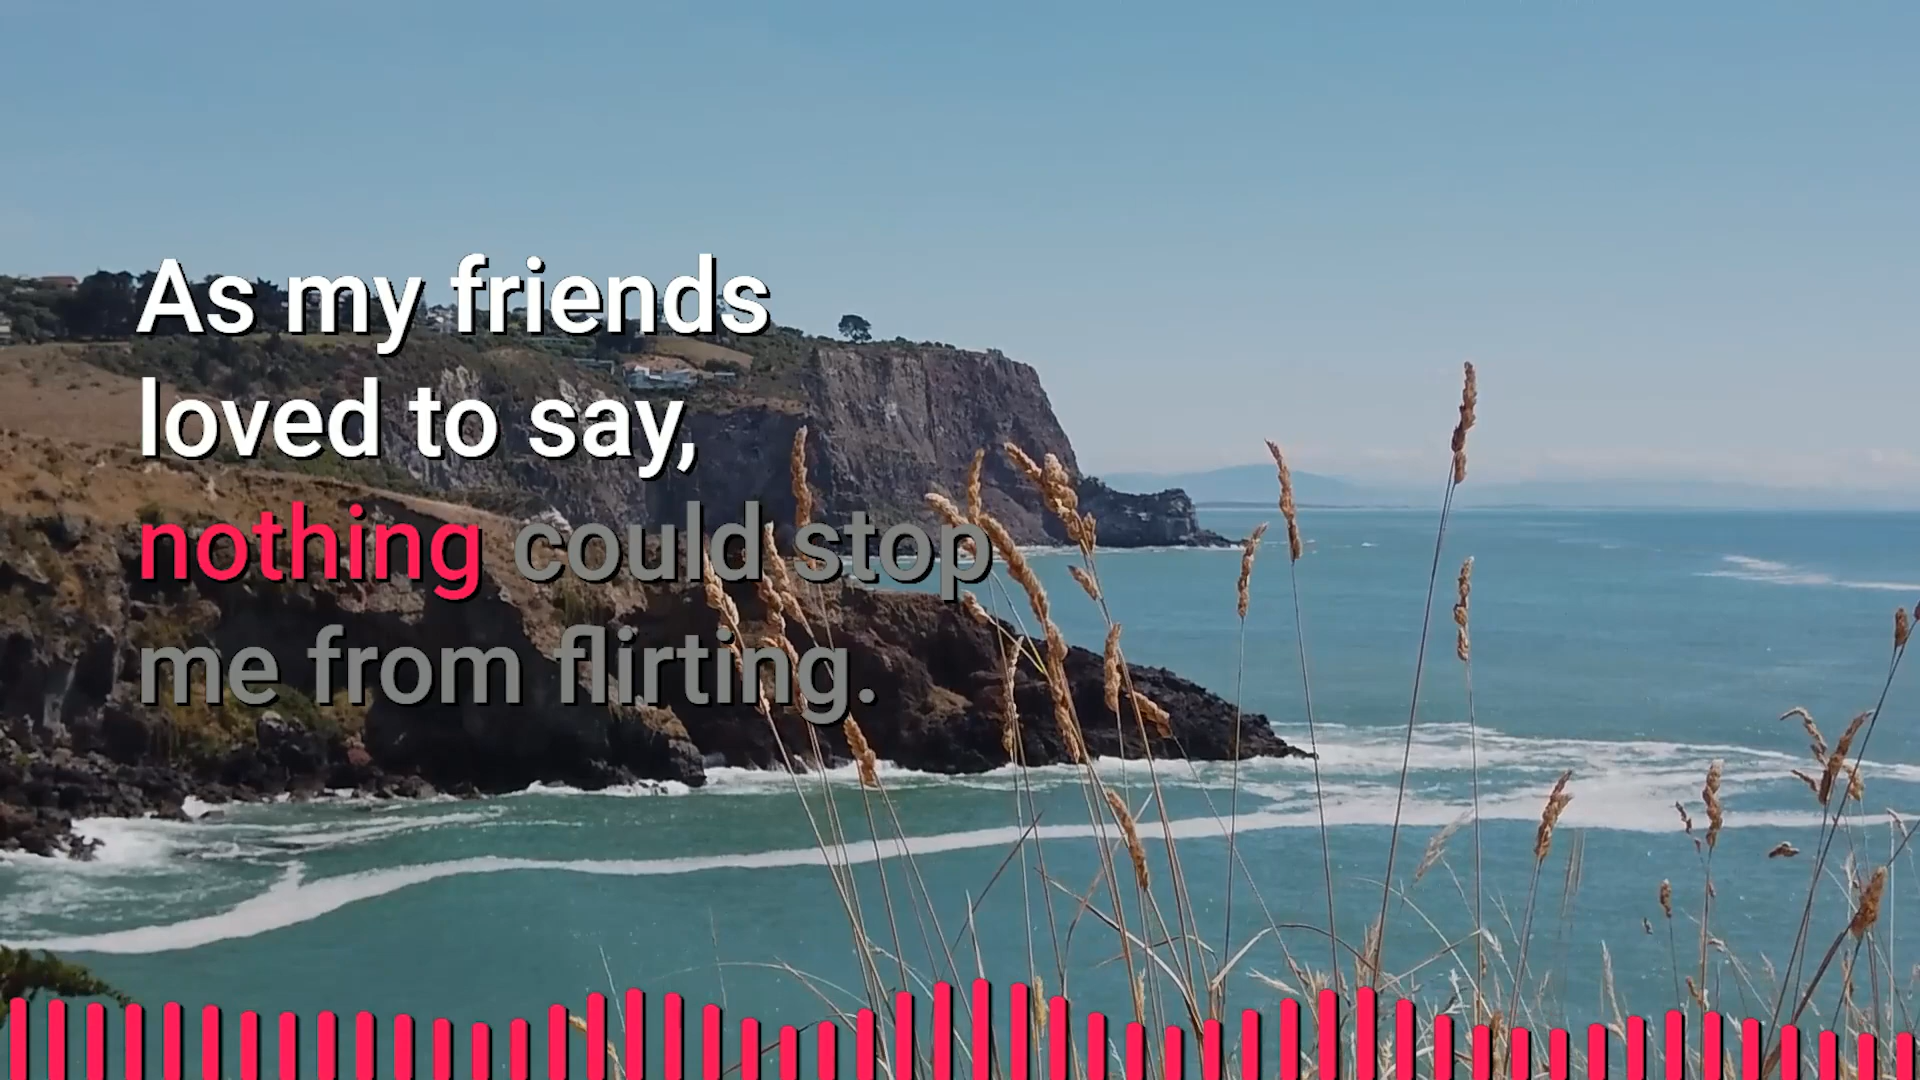 As my friends
loved to say,
nothing could stop
me from flirting.